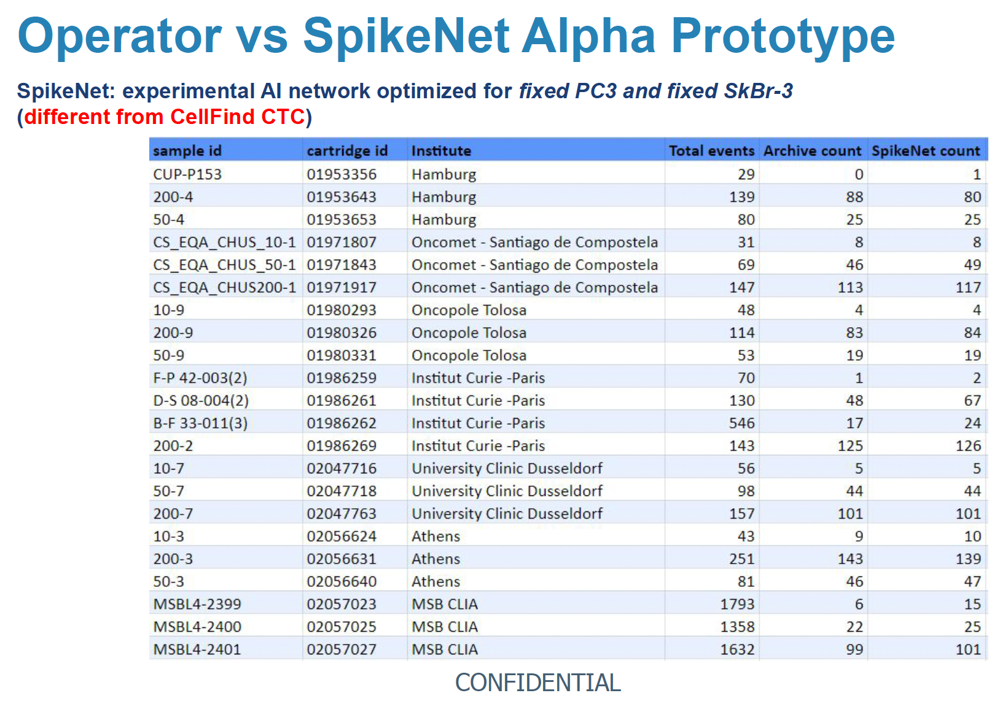 Operator vs SpikeNet Alpha Prototype
SpikeNet: experimental AI network optimized for fixed PC3 and fixed SkBr-3
(different from CellFind CTC)
sample id cartridge id Institute Total events Archive count SpikeNet count
CUP-P153 01953356 Hamburg 29 0 1
200-4 01953643 Hamburg 139 88 80
50-4 01953653 Hamburg 80 25 25
CS_EQA_CHUS_10-1 01971807 Oncomet - Santiago de Compostela 31 8 8
CS_EQA_CHUS_50-1 01971843 Oncomet - Santiago de Compostela 69 46 49
CS_EQA_CHUS200-1 01971917 Oncomet - Santiago de Compostela 147 113 117
10-9 01980293 Oncopole Tolosa 48 4 4
200-9 01980326 Oncopole Tolosa 114 83 84
50-9 01980331 Oncopole Tolosa 53 19 19
F-P 42-003(2) 01986259 Institut Curie -Paris 70 1 2
D-S 08-004(2) 01986261 Institut Curie -Paris 130 48 67
B-F 33-011(3) 01986262 Institut Curie -Paris 546 17 24
200-2 01986269 Institut Curie -Paris 143 125 126
10-7 02047716 University Clinic Dusseldorf 56 5 5
50-7 02047718 University Clinic Dusseldorf 98 44 44
200-7 02047763 University Clinic Dusseldorf 157 101 101
10-3 02056624 Athens 43 9 10
200-3 02056631 Athens 251 143 139
50-3 02056640 Athens 81 46 47
MSBL4-2399 02057023 MSB CLIA 1793 6 15
MSBL4-2400 02057025 MSB CLIA 1358 22 25
MSBL4-2401 02057027 MSB CLIA 1632 99 101
CONFIDENTIAL